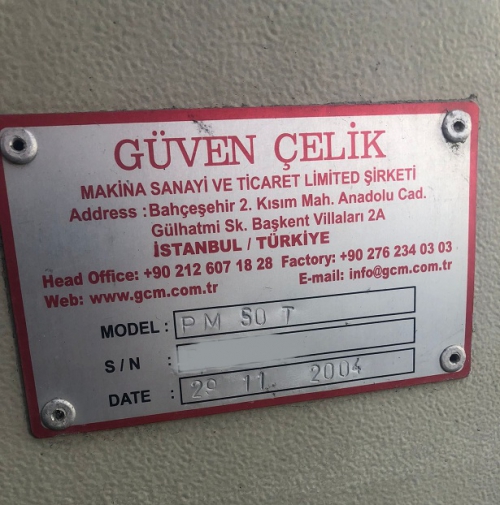 GÜVEN ÇELİK
MAKİNA SANAYİ VE TİCARET LİMİTED ŞİRKETİ
Address : Bahçeşehir 2. Kısım Mah. Anadolu Cad.
Gülhatmi Sk. Başkent Villaları 2A
İSTANBUL / TÜRKİYE
Head Office: +90 212 607 18 28 Factory: +90 276 234 03 03
Web: www.gcm.com.tr E-mail: info@gcm.com.tr
MODEL : PM 50 T
S / N :
DATE : 29 11 2004